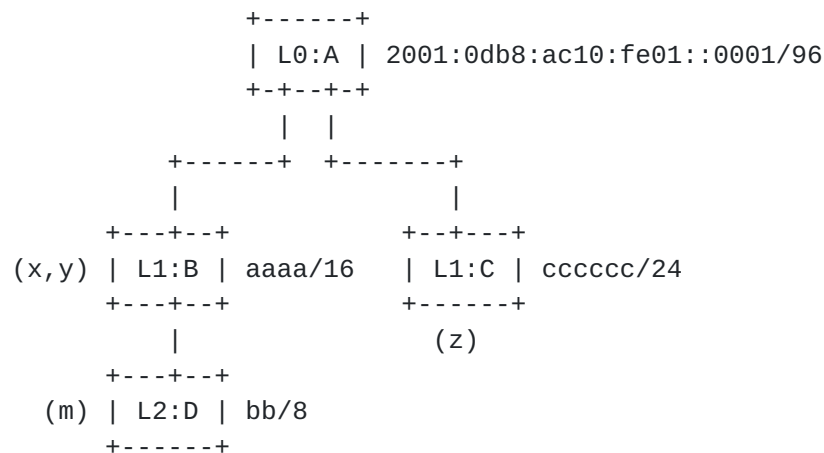 L0:A 2001:0db8:ac10:fe01::0001/96
(x,y) L1:B aaaa/16 L1:C cccccc/24
(z)
(m) L2:D bb/8